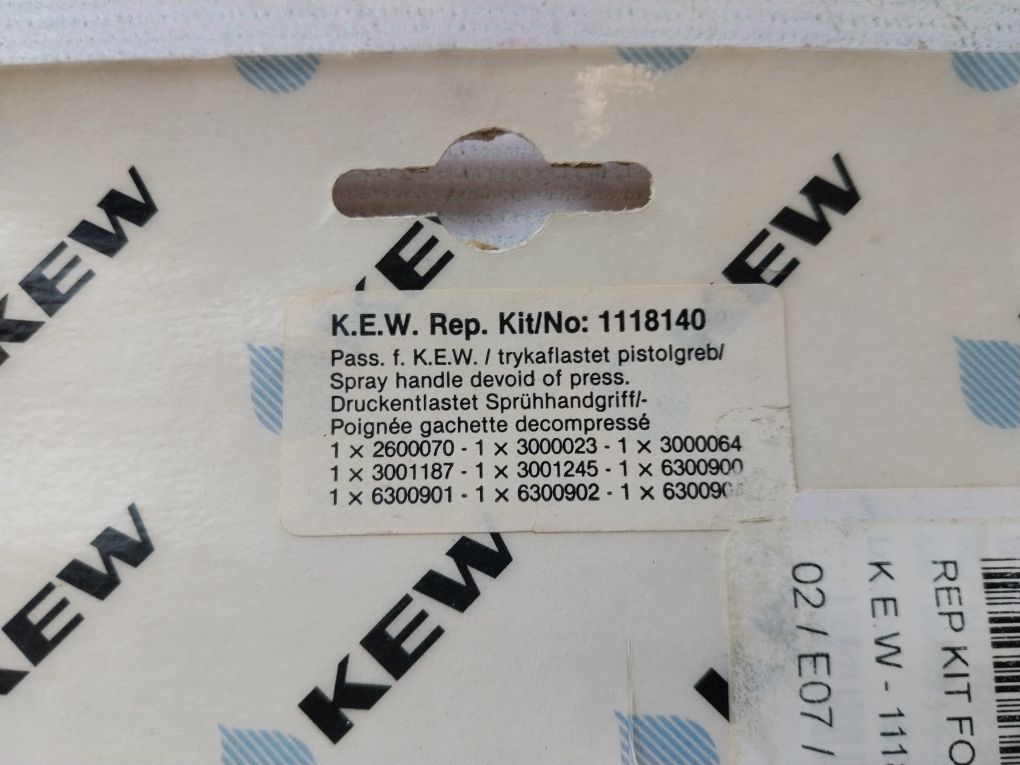 KEW
KEW
KEW
K.E.W. Rep. Kit/No: 1118140
Pass. f. K.E.W. / trykaflastet pistolgreb/
Spray handle devoid of press.
Druckentlastet Sprühhandgriff/-
Poignée gachette decompressé
1 x 2600070 - 1 x 3000023 - 1 x 3000064
1 x 3001187 - 1 x 3001245 - 1 x 6300900
1 x 6300901 - 1 x 6300902 - 1 x
KEW
KEW
REP KIT FO
K.E.W - 111
02 / E07 /